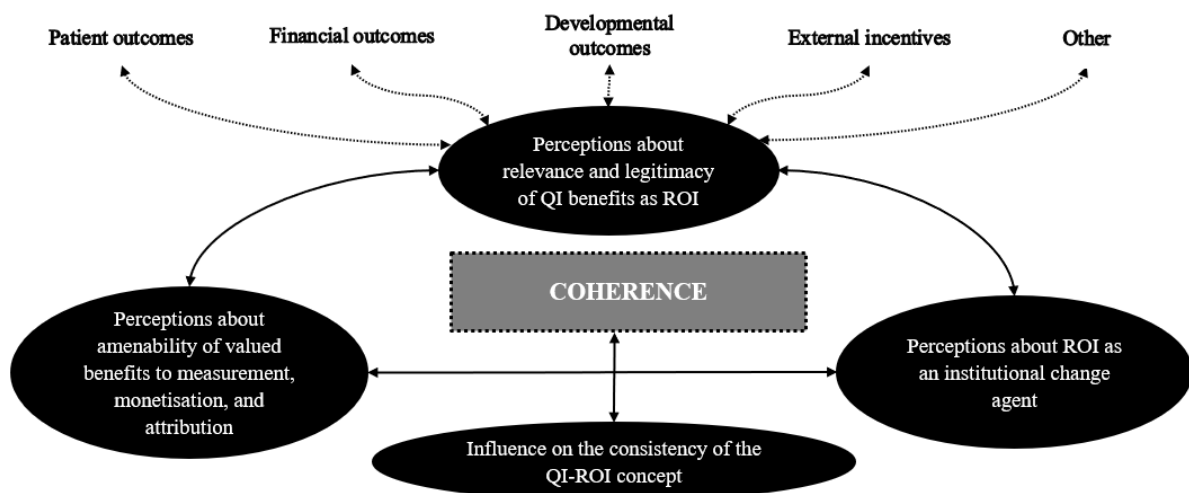 Patient outcomes
Financial outcomes
Developmental
outcomes
External incentives
Other
Perceptions about
relevance and legitimacy
of QI benefits as ROI
COHERENCE
Perceptions about
amenability of valued
benefits to measurement,
monetisation, and
attribution
Perceptions about ROI as
an institutional change
agent
Influence on the consistency of the
QI-ROI concept